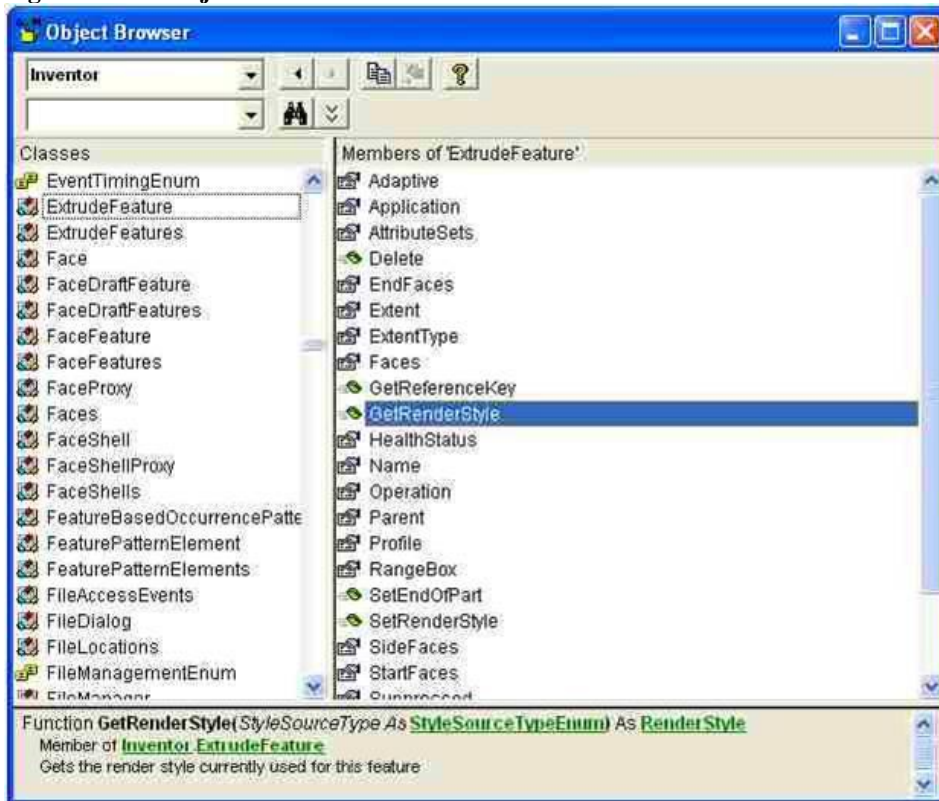 Object Browser
Inventor
Classes
EventTimingEnum
ExtrudeFeature
ExtrudeFeatures
Face
FaceDraftFeature
FaceDraftFeatures
FaceFeature
FaceFeatures
FaceProxy
Faces
FaceShell
FaceShellProxy
FaceShells
FeatureBasedOccurrencePatte
FeaturePatternElement
FeaturePatternElements
FileAccessEvents
FileDialog
FileLocations
FileManagementEnum
FileManager
Members of 'ExtrudeFeature'
Adaptive
Application
AttributeSets
Delete
EndFaces
Extent
ExtentType
Faces
GetReferenceKey
GetRenderStyle
HealthStatus
Name
Operation
Parent
Profile
RangeBox
SetEndOfPart
SetRenderStyle
SideFaces
StartFaces
Suppressed
Function GetRenderStyle(StyleSourceType As StyleSourceTypeEnum) As RenderStyle
Member of Inventor.ExtrudeFeature
Gets the render style currently used for this feature